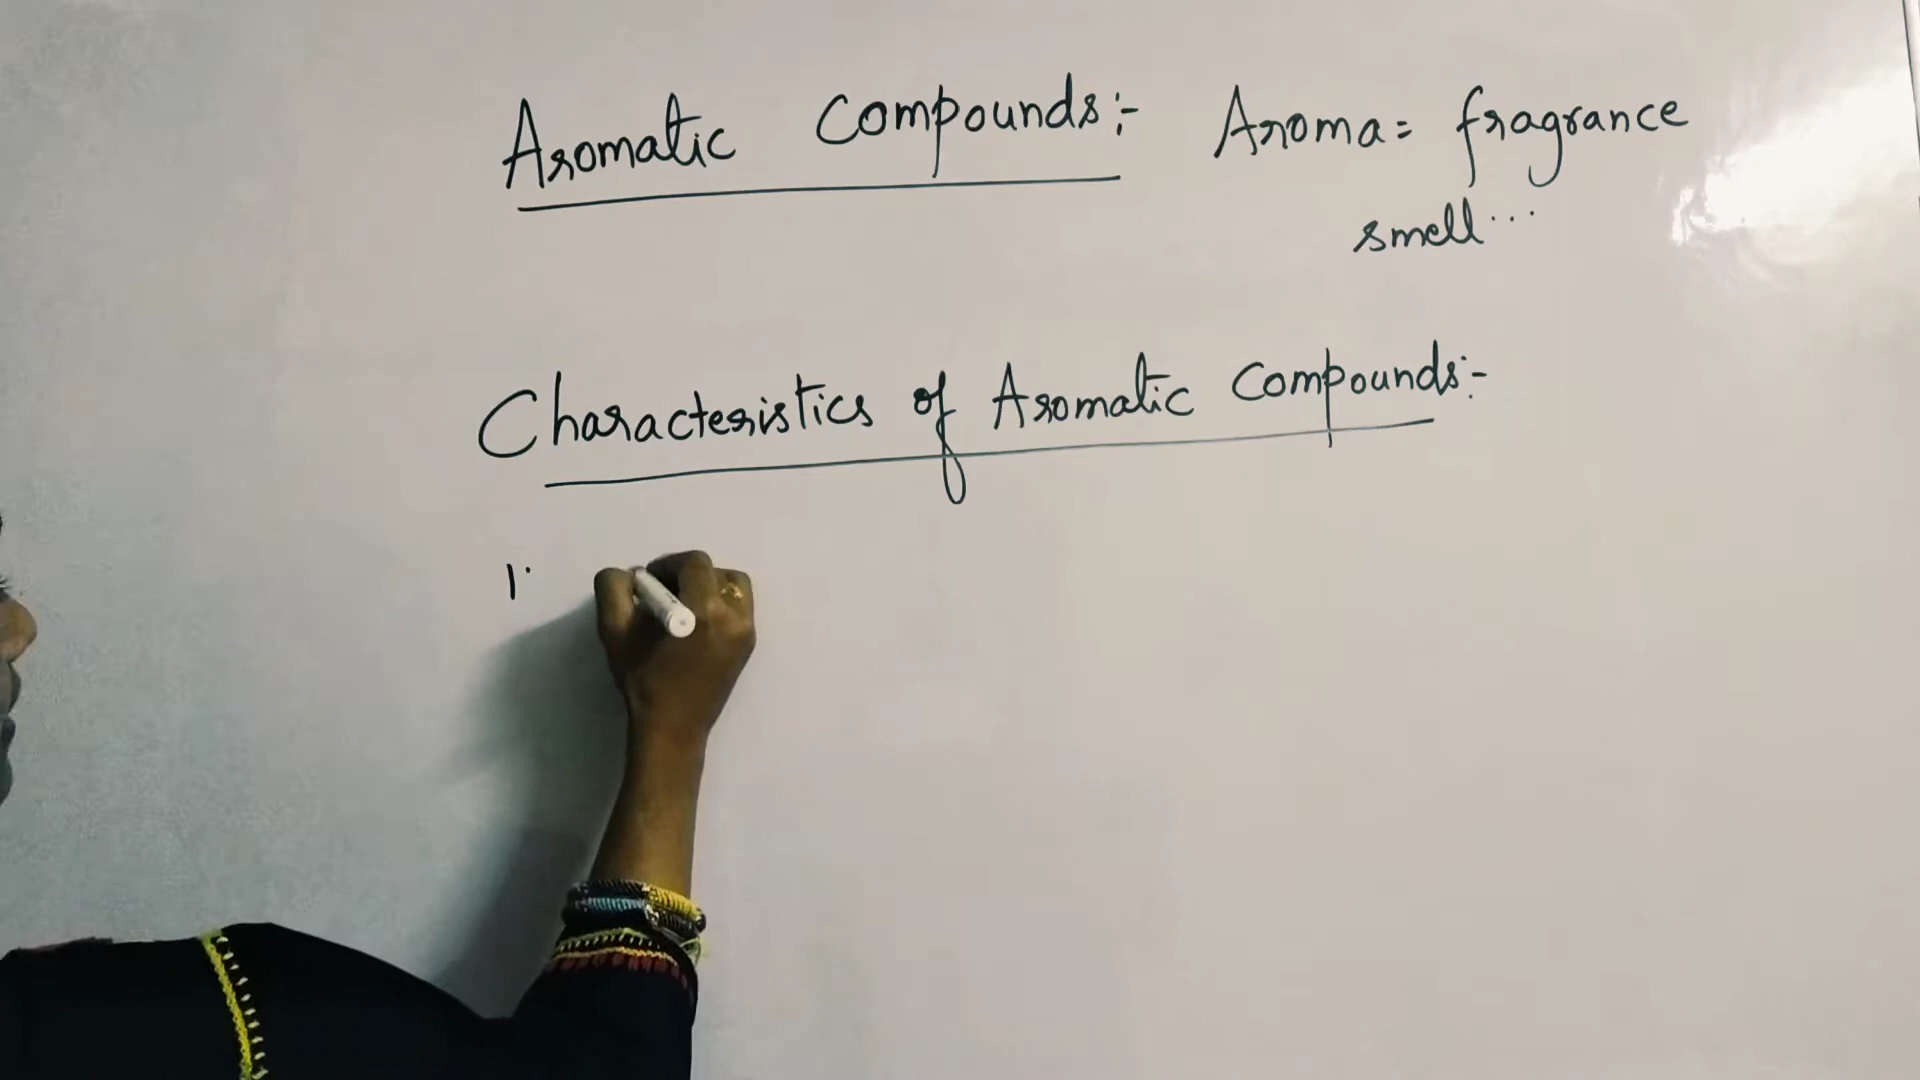 Aromatic Compounds:- Aroma = fragrance
smell...
Characteristics of Aromatic Compounds:-
1.